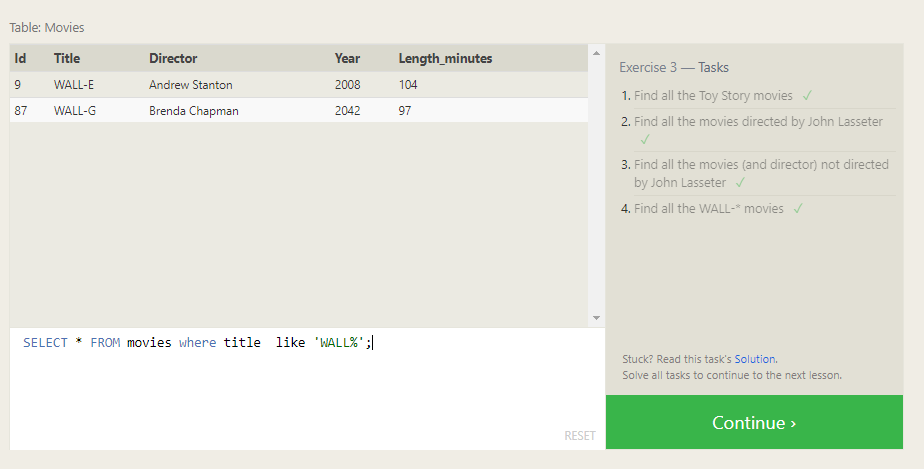 Table: Movies
Id Title Director Year Length_minutes
9 WALL-E Andrew Stanton 2008 104
87 WALL-G Brenda Chapman 2042 97
SELECT * FROM movies where title  like 'WALL%';
RESET
Exercise 3 — Tasks
1. Find all the Toy Story movies ✓
2. Find all the movies directed by John Lasseter
✓
3. Find all the movies (and director) not directed
by John Lasseter ✓
4. Find all the WALL-* movies ✓
Stuck? Read this task's Solution.
Solve all tasks to continue to the next lesson.
Continue ›